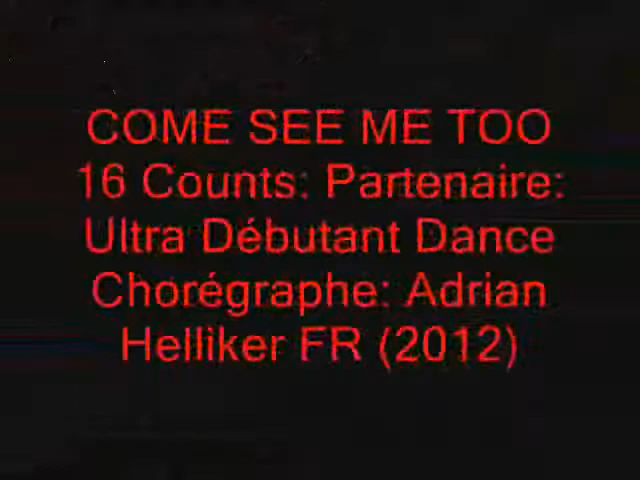 COME SEE ME TOO
16 Counts: Partenaire:
Ultra Débutant Dance
Chorégraphe: Adrian
Helliker FR (2012)